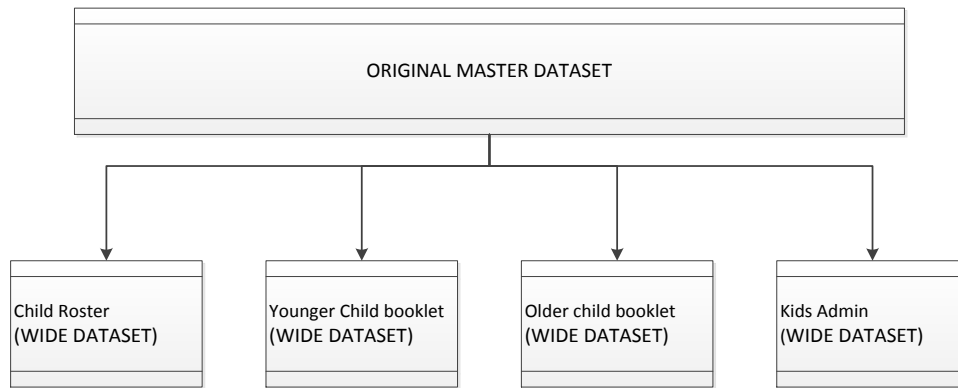 ORIGINAL MASTER DATASET
Child Roster
(WIDE DATASET)
Younger Child booklet
(WIDE DATASET)
Older child booklet
(WIDE DATASET)
Kids Admin
(WIDE DATASET)